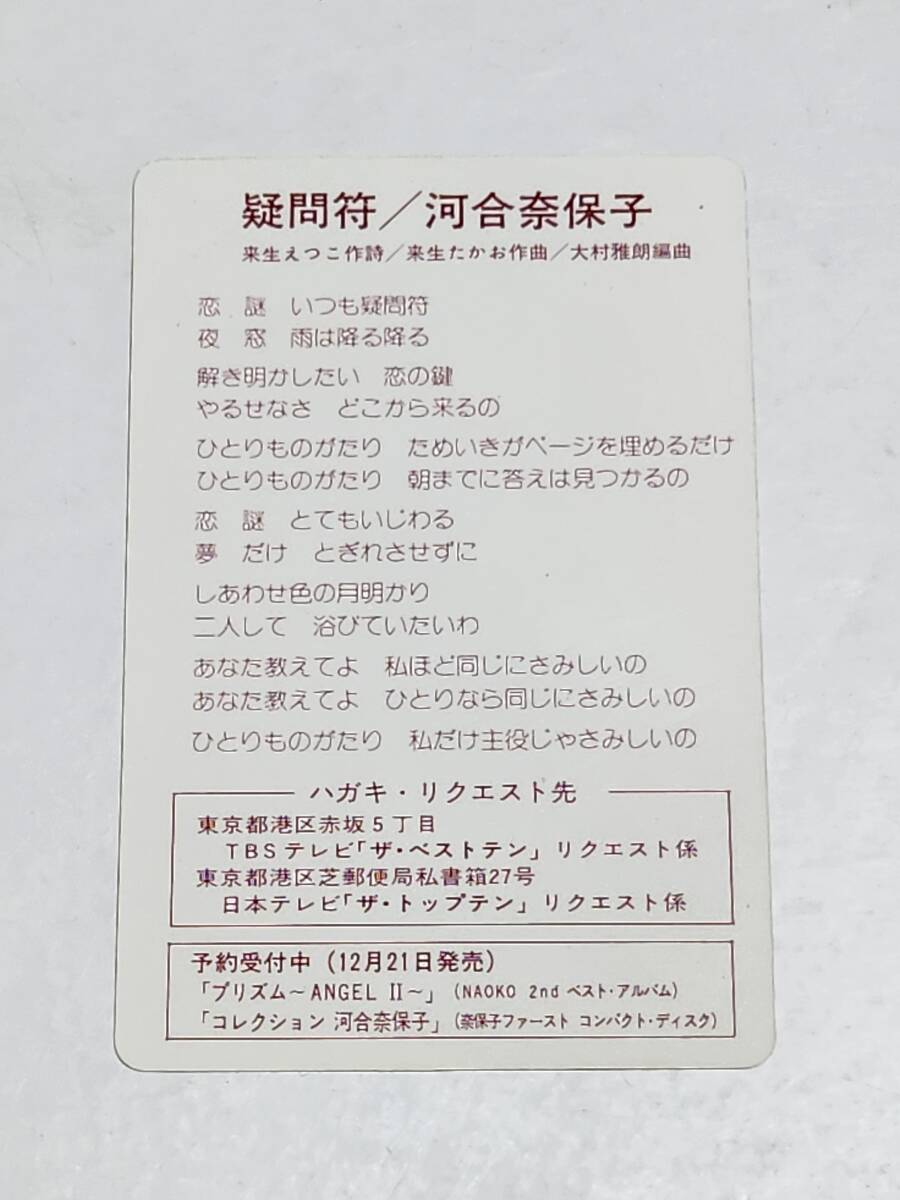 疑問符／河合奈保子
来生えつこ作詩／来生たかお作曲／大村雅朗編曲
恋　謎　いつも疑問符
夜　窓　雨は降る降る
解き明かしたい　恋の鍵
やるせなさ　どこから来るの
ひとりものがたり　ためいきがページを埋めるだけ
ひとりものがたり　朝までに答えは見つかるの
恋　謎　とてもいじわる
夢　だけ　とぎれさせずに
しあわせ色の月明かり
二人して　浴びていたいわ
あなた教えてよ　私ほど同じにさみしいの
あなた教えてよ　ひとりなら同じにさみしいの
ひとりものがたり　私だけ主役じゃさみしいの
ハガキ・リクエスト先
東京都港区赤坂5丁目
TBSテレビ「ザ・ベストテン」リクエスト係
東京都港区芝郵便局私書箱27号
日本テレビ「ザ・トップテン」リクエスト係
予約受付中（12月21日発売）
「プリズム～ANGEL II～」（NAOKO 2nd ベスト・アルバム）
「コレクション 河合奈保子」（奈保子ファースト コンパクト・ディスク）